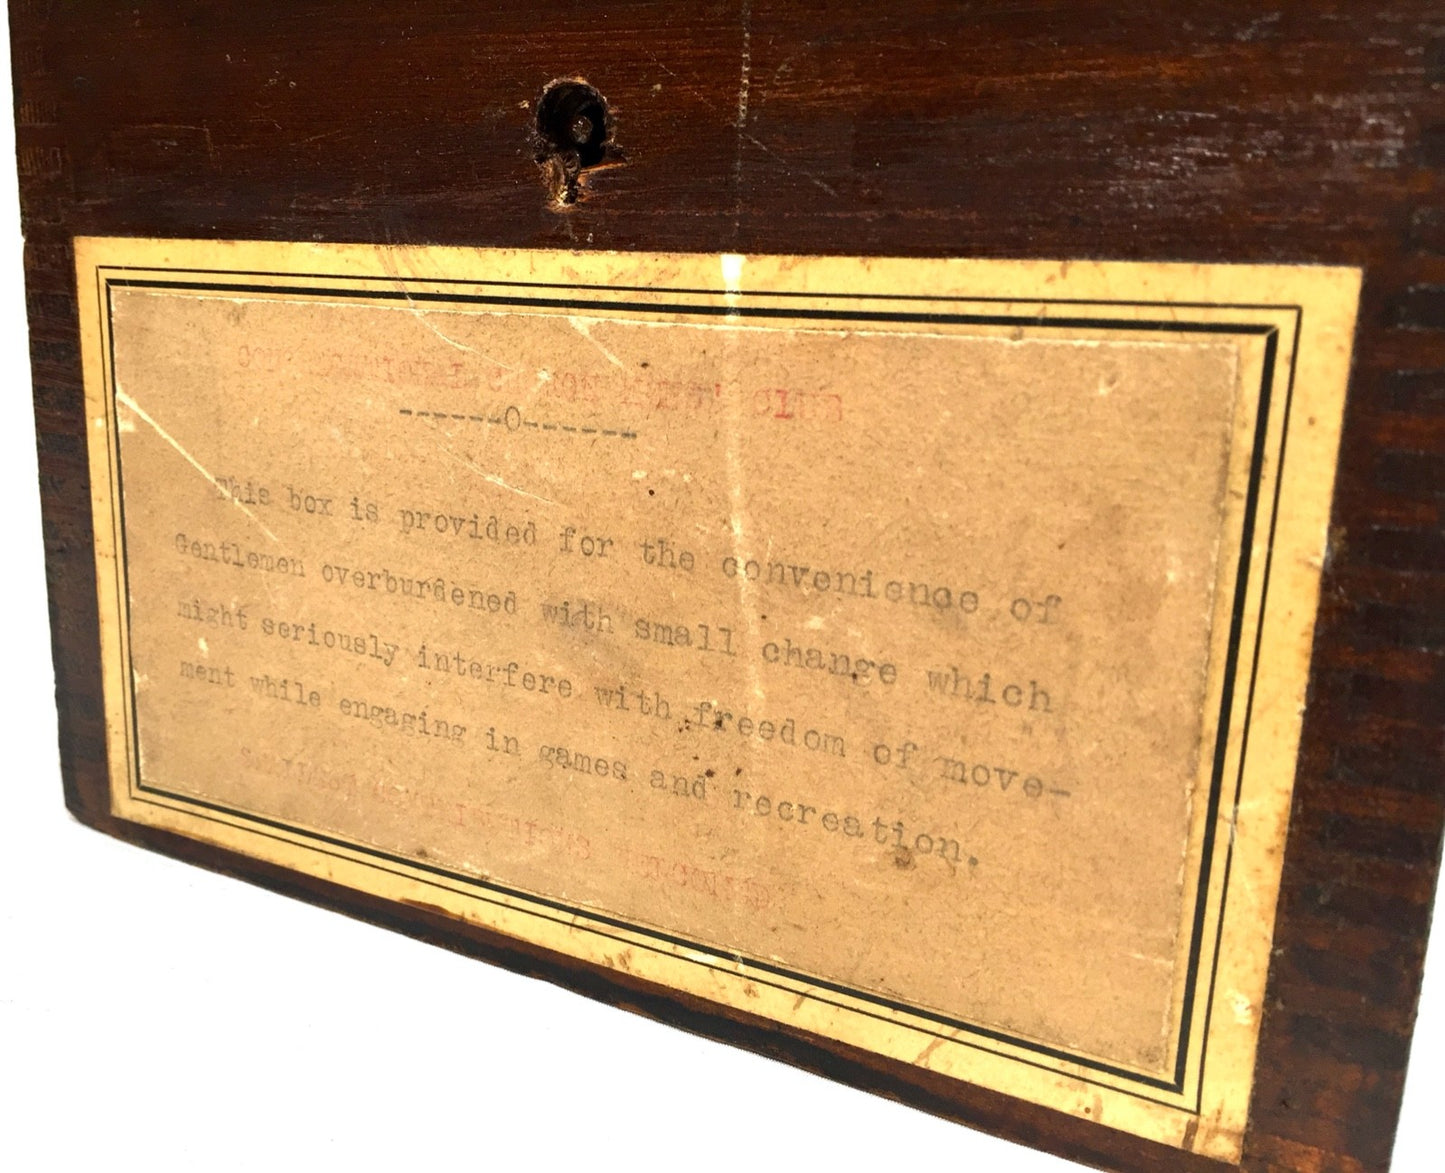 CLUB
------O------
This box is provided for the convenience of
Gentlemen overburdened with small change which
might seriously interfere with freedom of move-
ment while engaging in games and recreation.